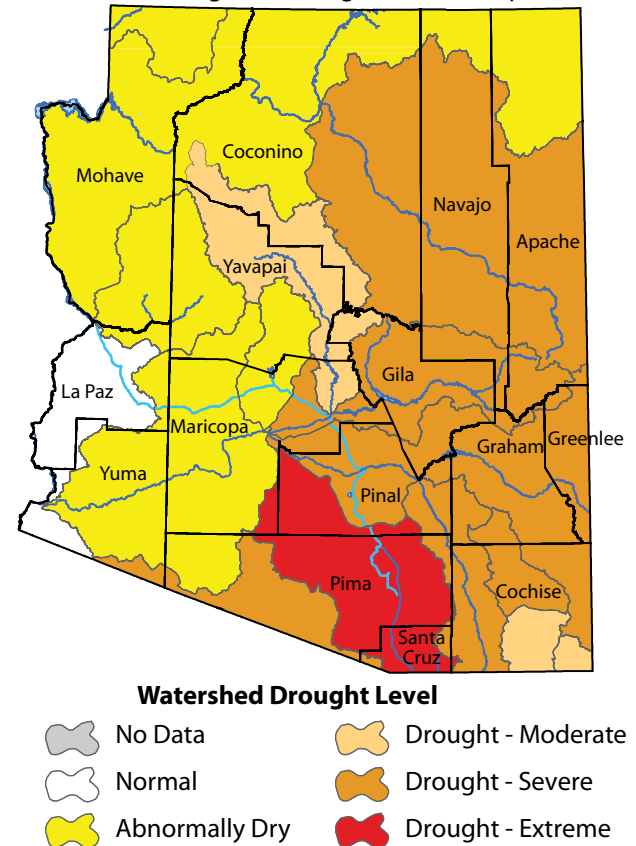 Coconino
Mohave
Navajo
Apache
Yavapai
Gila
La Paz
Maricopa
Graham
Greenlee
Yuma
Pinal
Pima
Cochise
Santa
Cruz
Watershed Drought Level
No Data
Drought - Moderate
Normal
Drought - Severe
Abnormally Dry
Drought - Extreme